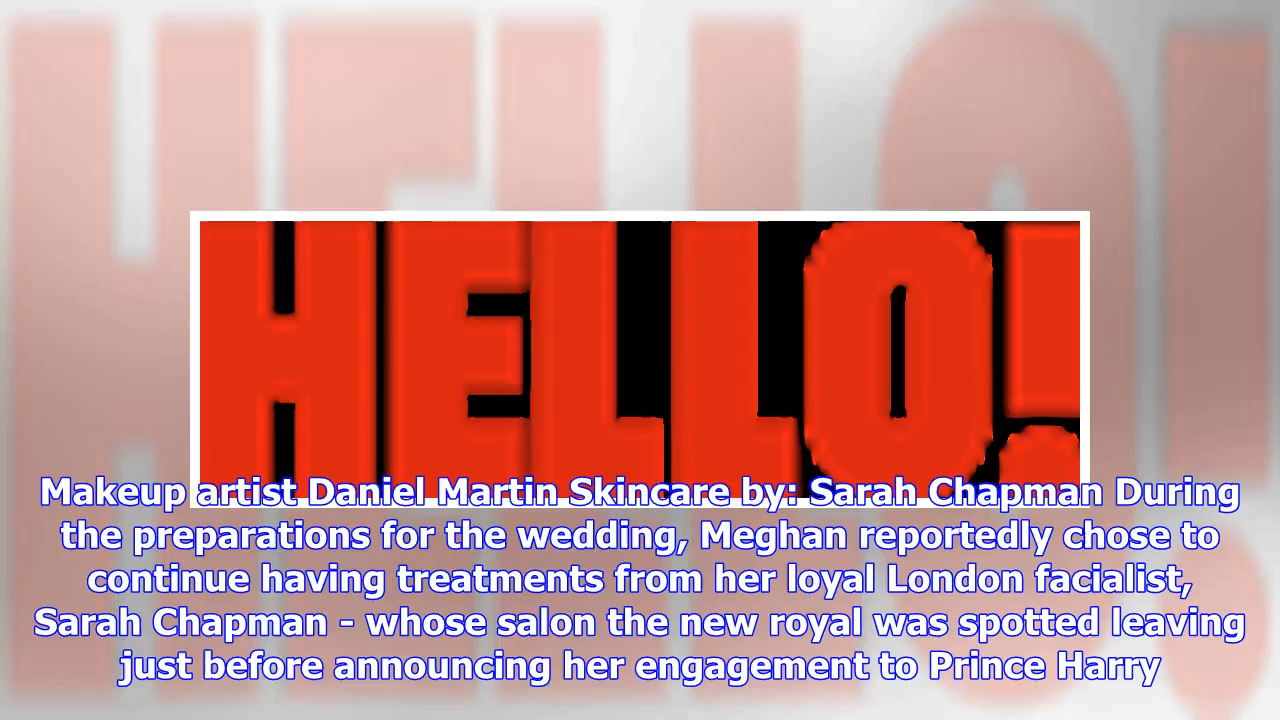 HELLO!
HELLO!
Makeup artist Daniel Martin Skincare by: Sarah Chapman During
the preparations for the wedding, Meghan reportedly chose to
continue having treatments from her loyal London facialist,
Sarah Chapman - whose salon the new royal was spotted leaving
just before announcing her engagement to Prince Harry